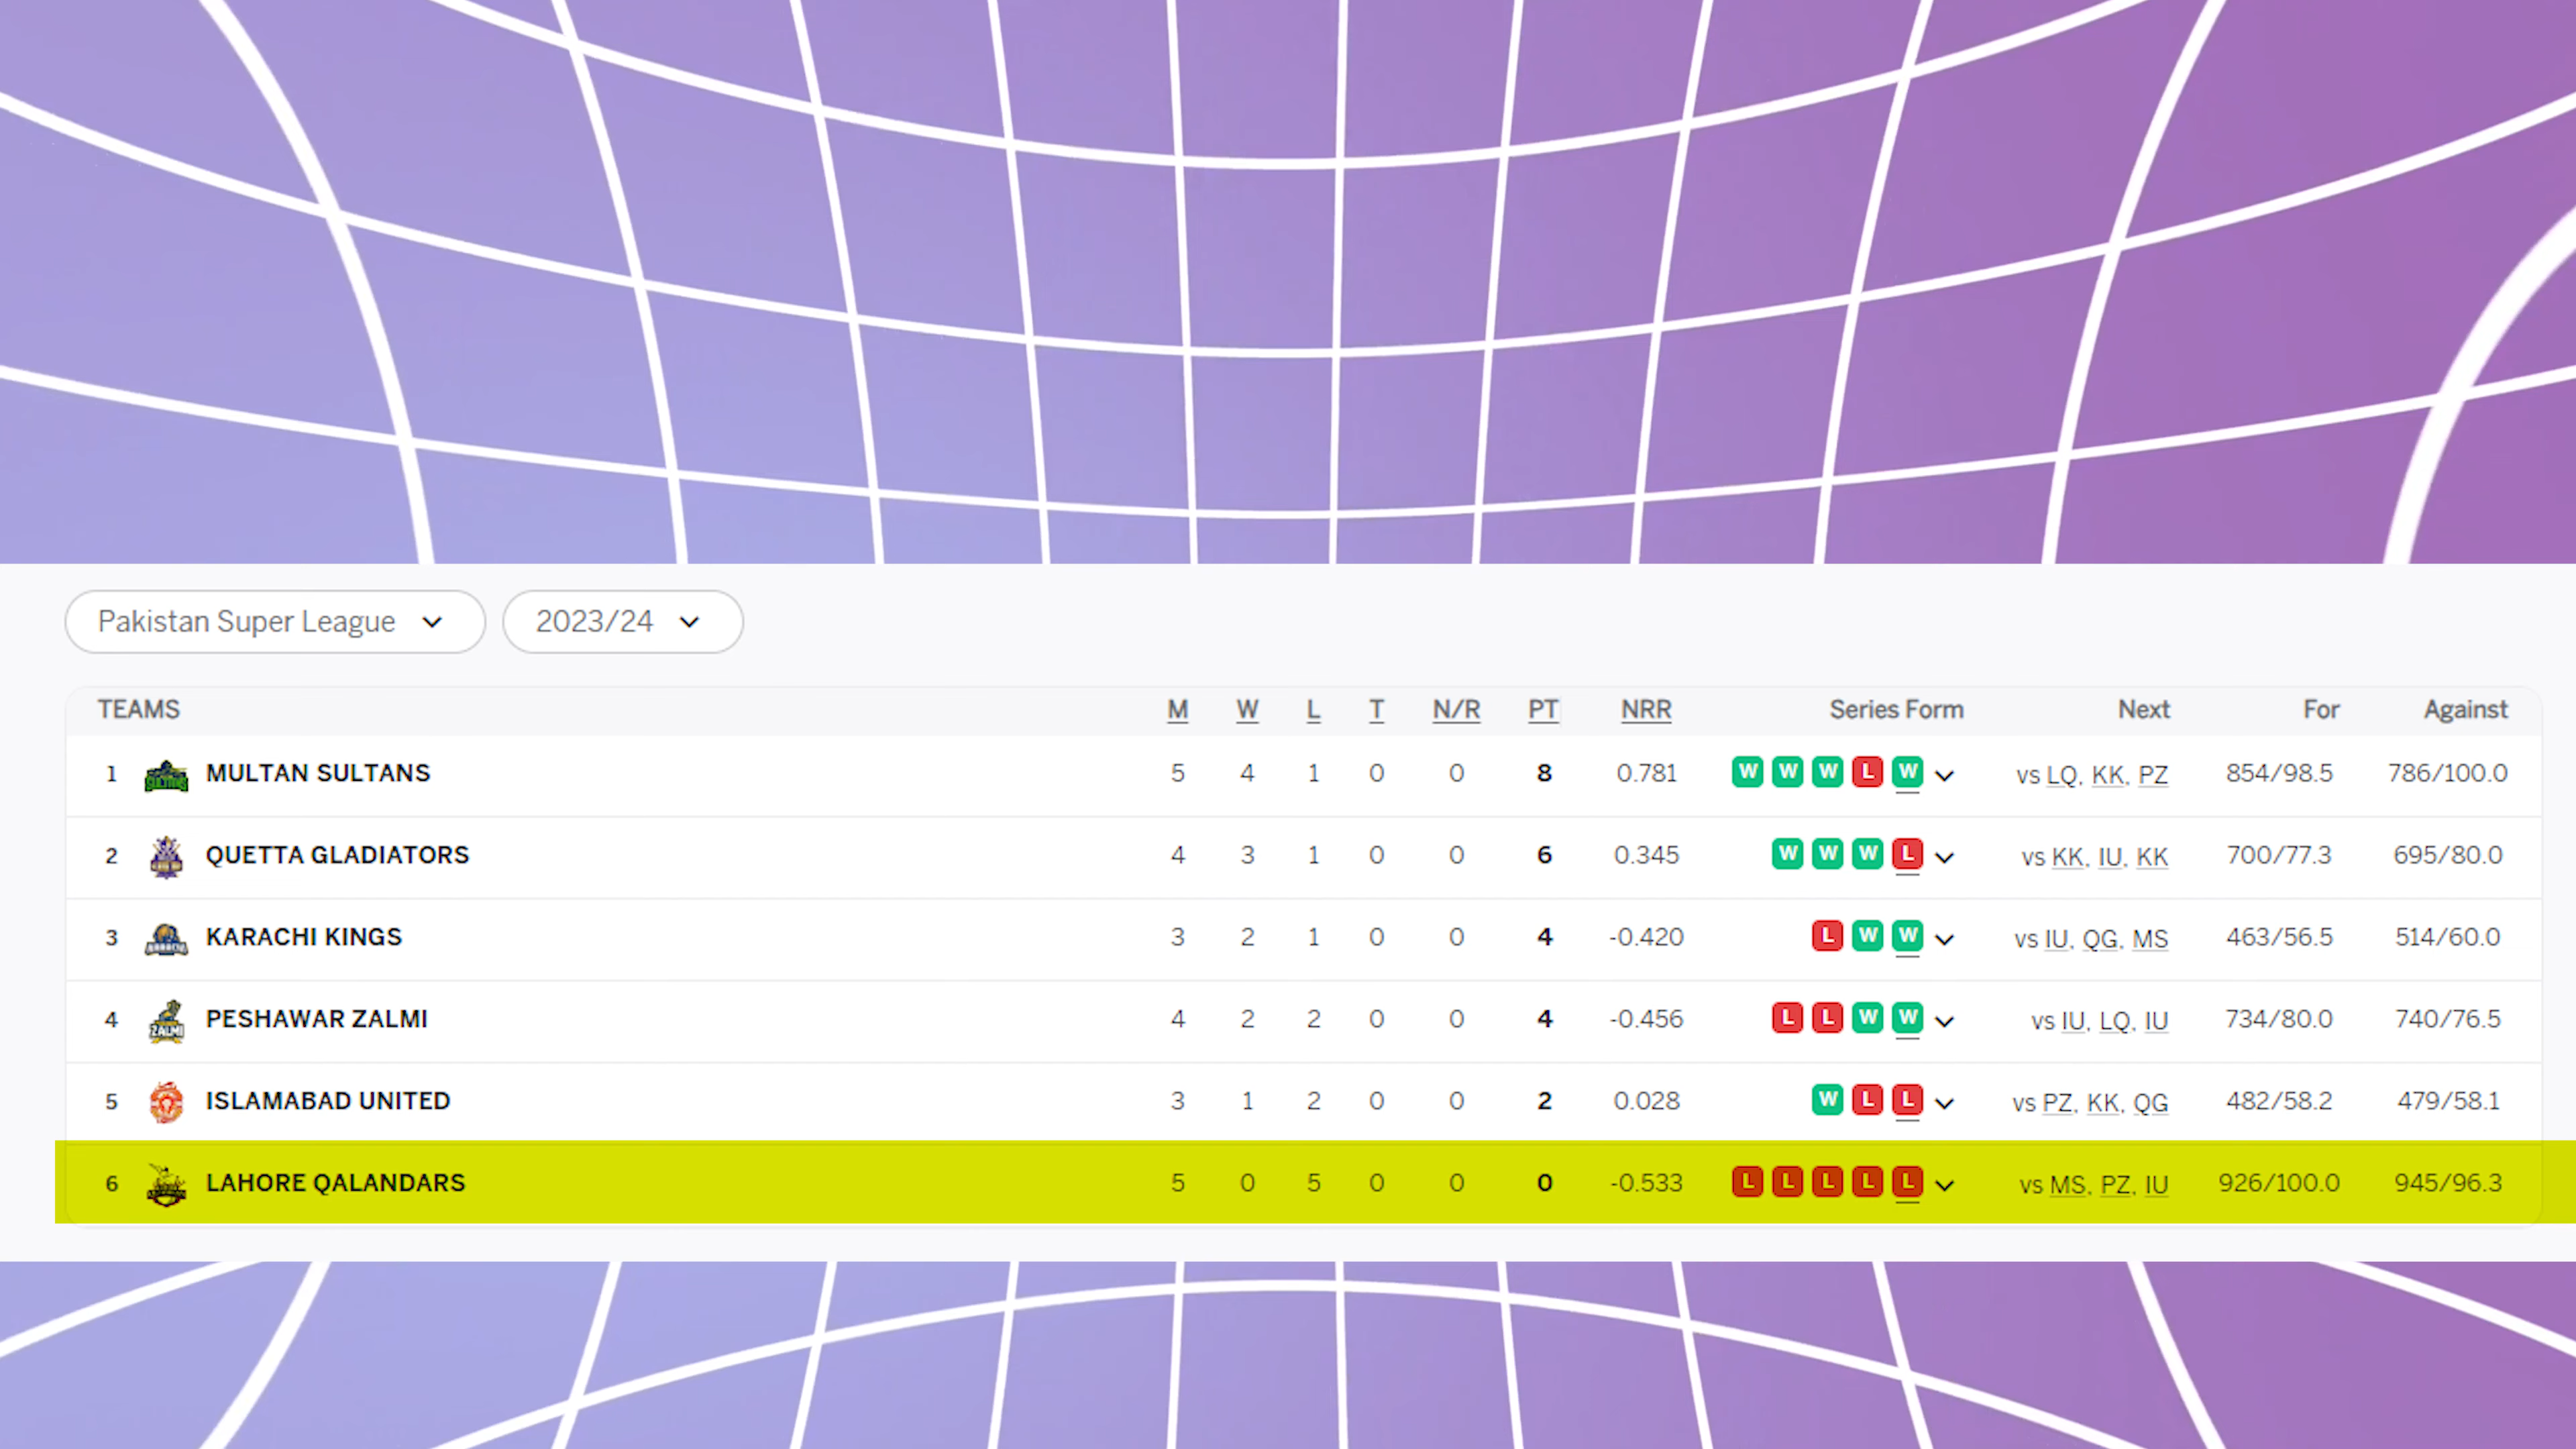 Pakistan Super League 2023/24
TEAMS M W L T N/R PT NRR Series Form Next For Against
1 MULTAN SULTANS 5 4 1 0 0 8 0.781 W W W L W vs LQ, KK, PZ 854/98.5 786/100.0
2 QUETTA GLADIATORS 4 3 1 0 0 6 0.345 W W W L vs KK, IU, KK 700/77.3 695/80.0
3 KARACHI KINGS 3 2 1 0 0 4 -0.420 L W W vs IU, QG, MS 463/56.5 514/60.0
4 ZALMI PESHAWAR ZALMI 4 2 2 0 0 4 -0.456 L L W W vs IU, LQ, IU 734/80.0 740/76.5
5 ISLAMABAD UNITED 3 1 2 0 0 2 0.028 W L L vs PZ, KK, QG 482/58.2 479/58.1
6 LAHORE QALANDARS 5 0 5 0 0 0 -0.533 L L L L L vs MS, PZ, IU 926/100.0 945/96.3